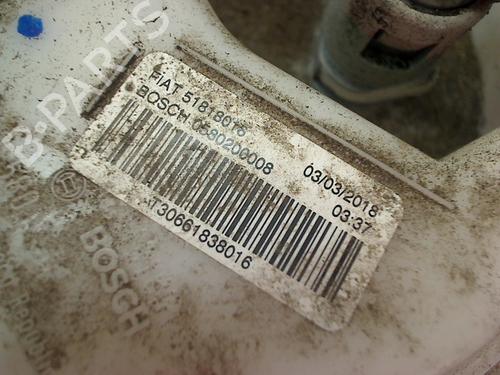 FIAT 51818016
BOSCH 0580200008
03/03/2018
03:37
T30661838016
BOSCH
B-PARTS